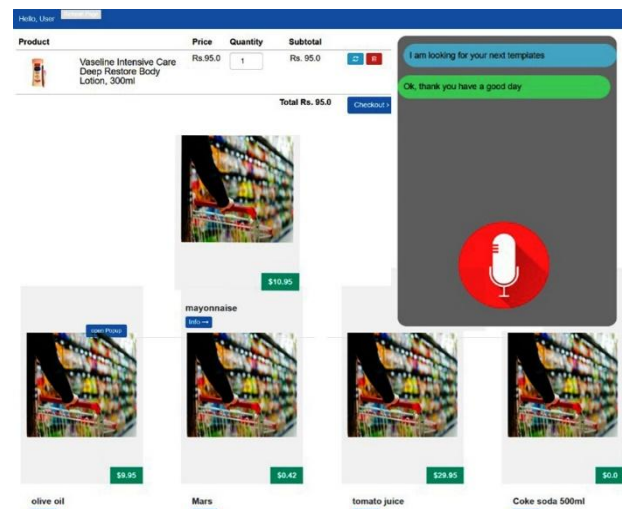 Hello, User
Product Price Quantity Subtotal
Vaseline Intensive Care
Deep Restore Body
Lotion, 300ml
Rs.95.0
1
Rs. 95.0
Total Rs. 95.0
Checkout >
I am looking for your next templates
Ok, thank you have a good day
$10.95
mayonnaise
Info →
open Popup
$9.95
olive oil
$0.42
Mars
$29.95
tomato juice
$0.0
Coke soda 500ml